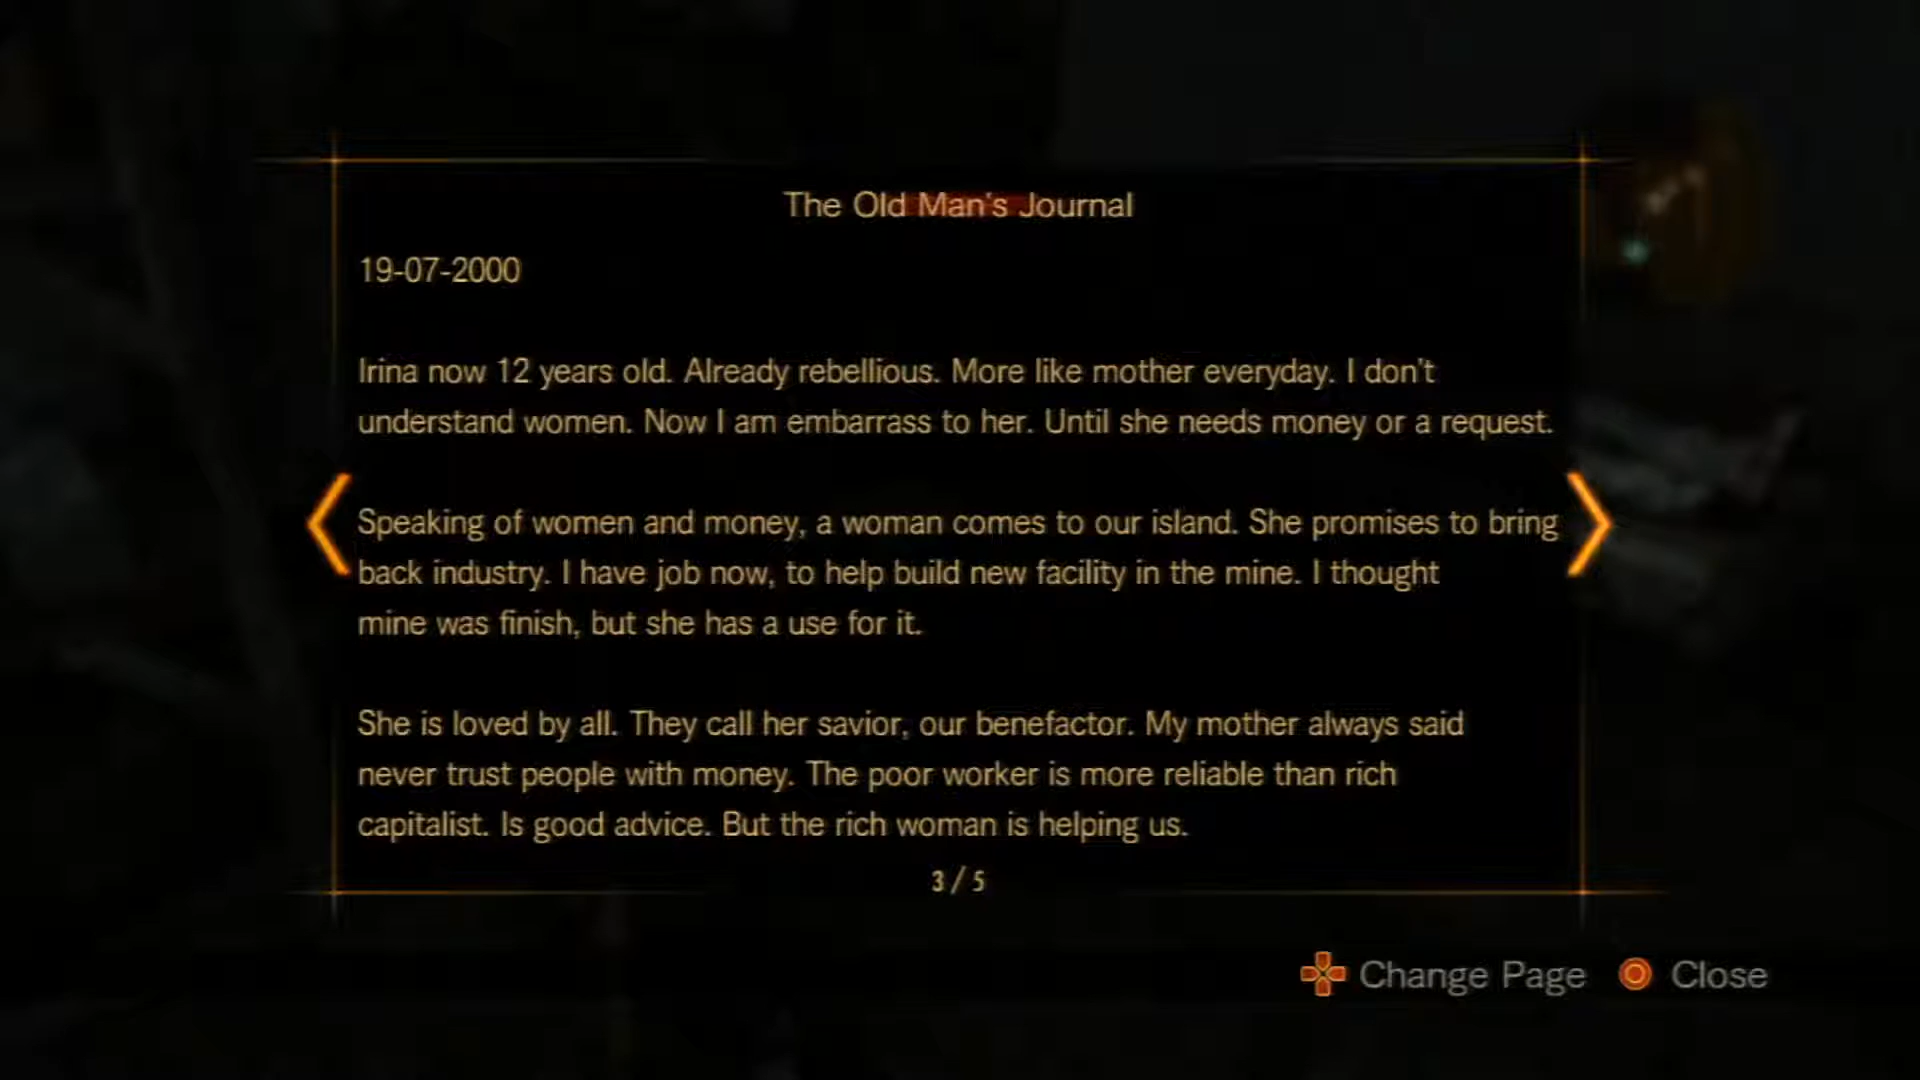 The Old Man's Journal
19-07-2000
Irina now 12 years old. Already rebellious. More like mother everyday. I don't
understand women. Now I am embarrass to her. Until she needs money or a request.
Speaking of women and money, a woman comes to our island. She promises to bring
back industry. I have job now, to help build new facility in the mine. I thought
mine was finish, but she has a use for it.
She is loved by all. They call her savior, our benefactor. My mother always said
never trust people with money. The poor worker is more reliable than rich
capitalist. Is good advice. But the rich woman is helping us.
3 / 5
Change Page Close